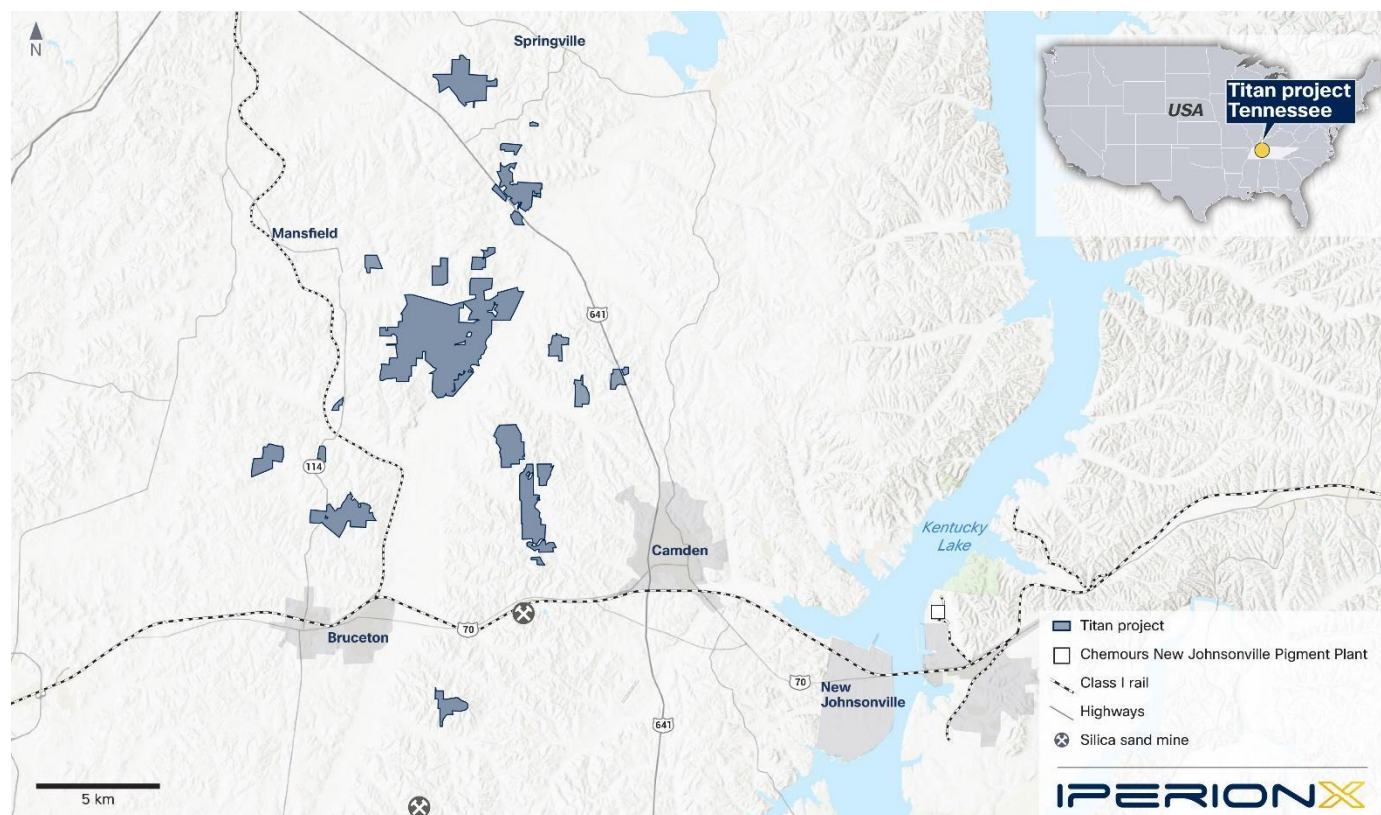 N
Springville
Titan project
Tennessee
USA
Mansfield
641
114
Kentucky
Lake
Camden
Bruceton
70
New
Johnsonville
70
641
5 km
Titan project
Chemours New Johnsonville Pigment Plant
Class I rail
Highways
Silica sand mine
IPERIONX